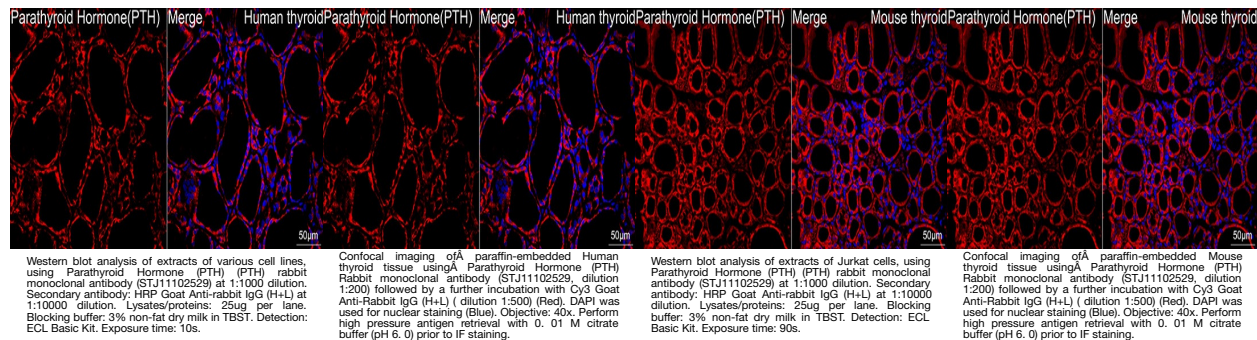 Parathyroid Hormone(PTH) Merge Human thyroid Parathyroid Hormone(PTH) Merge Human thyroid Parathyroid Hormone(PTH) Merge Mouse thyroid Parathyroid Hormone(PTH) Merge Mouse thyroid
50μm 50μm 50μm 50μm
Western blot analysis of extracts of various cell lines,
using Parathyroid Hormone (PTH) (PTH) rabbit
monoclonal antibody (STJ11102529) at 1:1000 dilution.
Secondary antibody: HRP Goat Anti-rabbit IgG (H+L) at
1:10000 dilution. Lysates/proteins: 25ug per lane.
Blocking buffer: 3% non-fat dry milk in TBST. Detection:
ECL Basic Kit. Exposure time: 10s.
Confocal imaging ofÂ paraffin-embedded Human
thyroid tissue usingÂ Parathyroid Hormone (PTH)
Rabbit monoclonal antibody (STJ11102529, dilution
1:200) followed by a further incubation with Cy3 Goat
Anti-Rabbit IgG (H+L) ( dilution 1:500) (Red). DAPI was
used for nuclear staining (Blue). Objective: 40x. Perform
high pressure antigen retrieval with 0. 01 M citrate
buffer (pH 6. 0) prior to IF staining.
Western blot analysis of extracts of Jurkat cells, using
Parathyroid Hormone (PTH) (PTH) rabbit monoclonal
antibody (STJ11102529) at 1:1000 dilution. Secondary
antibody: HRP Goat Anti-rabbit IgG (H+L) at 1:10000
dilution. Lysates/proteins: 25ug per lane. Blocking
buffer: 3% non-fat dry milk in TBST. Detection: ECL
Basic Kit. Exposure time: 90s.
Confocal imaging ofÂ paraffin-embedded Mouse
thyroid tissue usingÂ Parathyroid Hormone (PTH)
Rabbit monoclonal antibody (STJ11102529, dilution
1:200) followed by a further incubation with Cy3 Goat
Anti-Rabbit IgG (H+L) ( dilution 1:500) (Red). DAPI was
used for nuclear staining (Blue). Objective: 40x. Perform
high pressure antigen retrieval with 0. 01 M citrate
buffer (pH 6. 0) prior to IF staining.